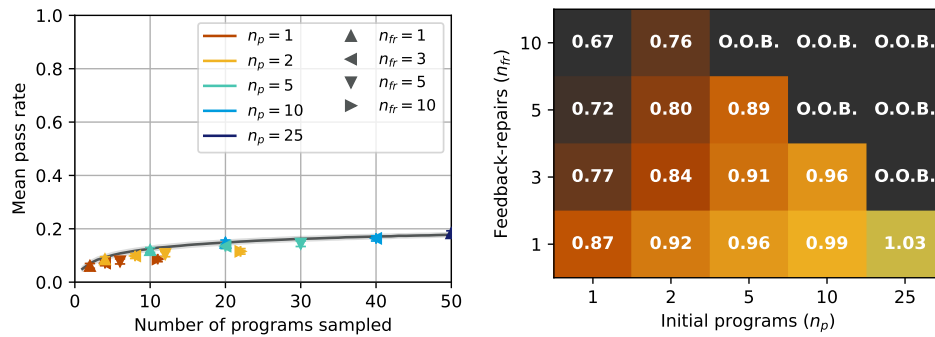 1.0
0.8
0.6
0.4
0.2
0.0
Mean pass rate
0 10 20 30 40 50
Number of programs sampled
n_p = 1
n_p = 2
n_p = 5
n_p = 10
n_p = 25
n_fr = 1
n_fr = 3
n_fr = 5
n_fr = 10
Feedback-repairs (n_fr)
10 0.67 0.76 O.O.B. O.O.B. O.O.B.
5 0.72 0.80 0.89 O.O.B. O.O.B.
3 0.77 0.84 0.91 0.96 O.O.B.
1 0.87 0.92 0.96 0.99 1.03
1 2 5 10 25
Initial programs (n_p)